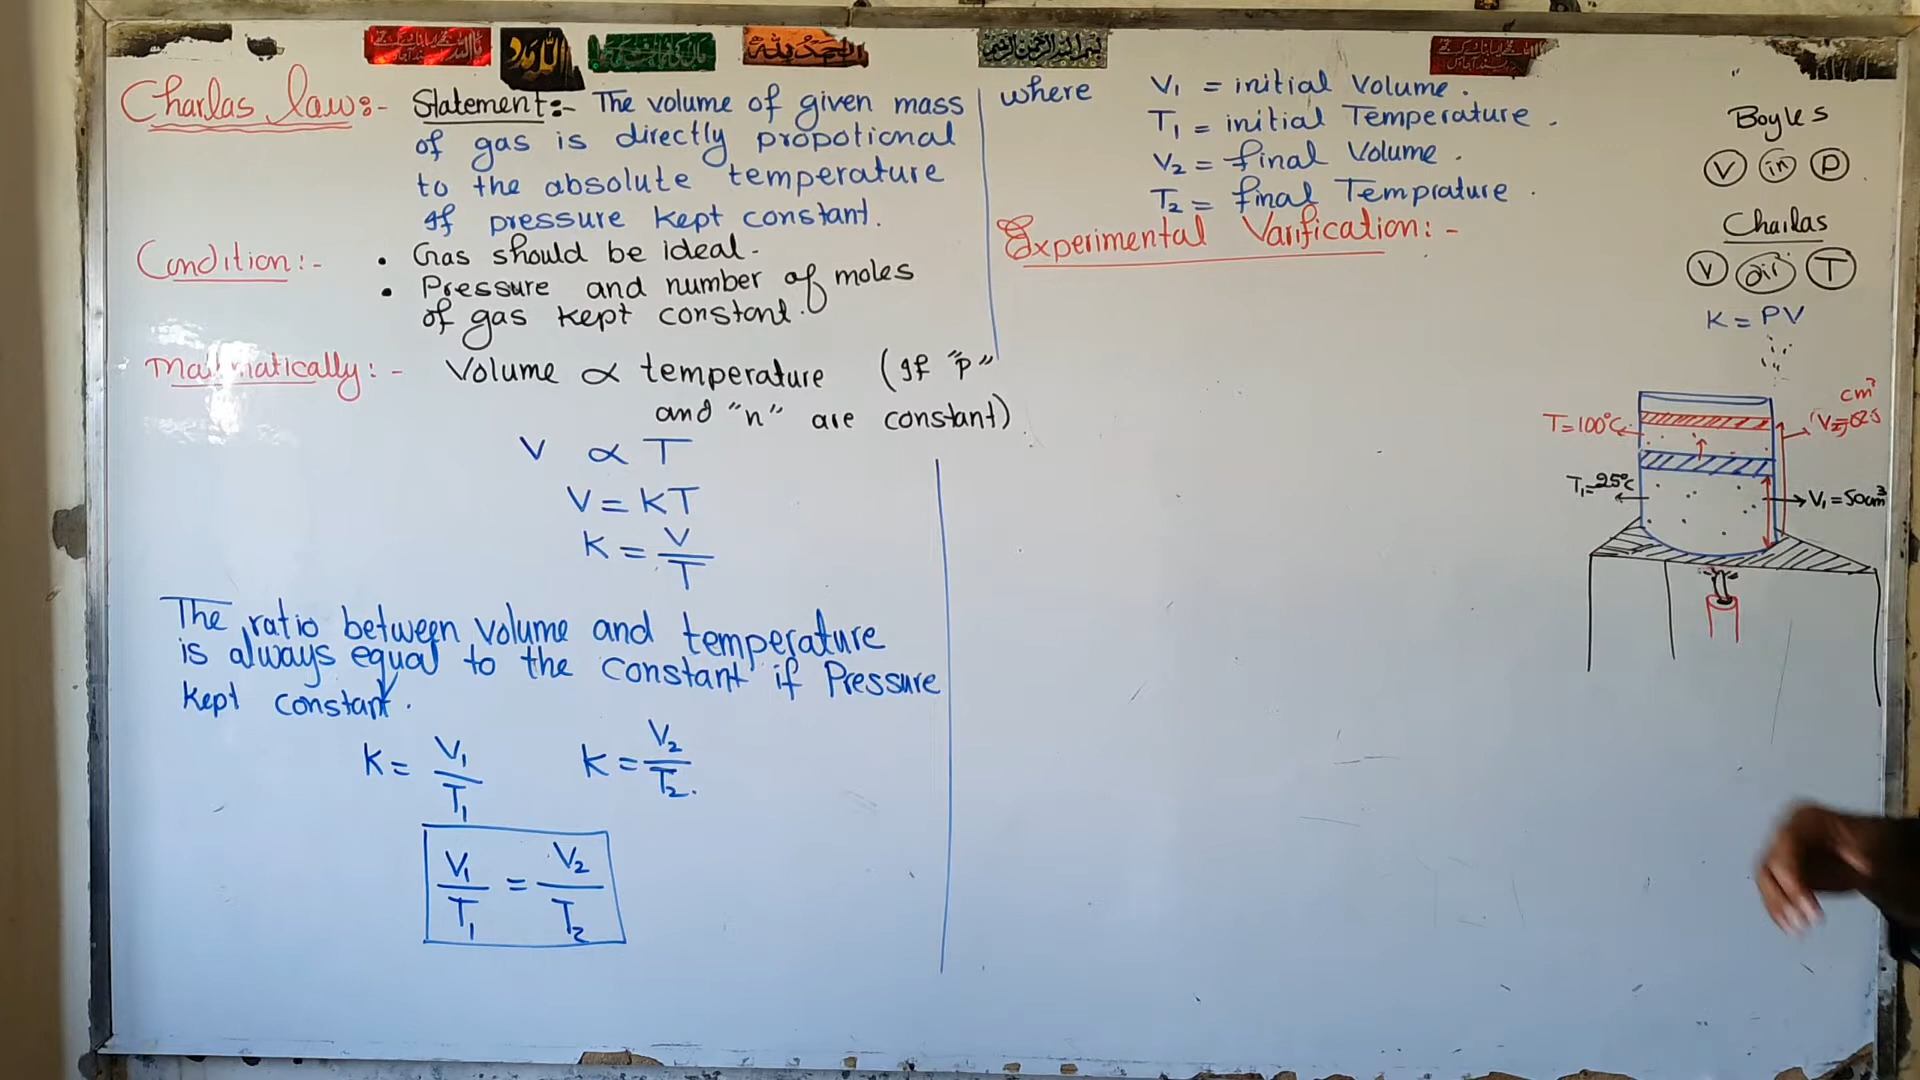 Charlas law:- Statement:- The volume of given mass
of gas is directly propotional
to the absolute temperature
If pressure kept constant.
Condition:- • Gas should be ideal-
• Pressure and number of moles
of gas kept constant.
Mathmatically:- Volume ∝ temperature (If "p"
and "n" are constant)
V ∝ T
V = KT
K = V/T
The ratio between volume and temperature
is always equal to the constant if Pressure
kept constant.
K = V₁/T₁ K = V₂/T₂.
V₁/T₁ = V₂/T₂
where V₁ = initial Volume.
T₁ = initial Temperature.
V₂ = final Volume.
T₂ = final Temprature.
Experimental Varification:-
Boyles
V in P
Charlas
V dir T
K = PV
cm³
T=100°C
T₁=25°C
V₁=50cm³